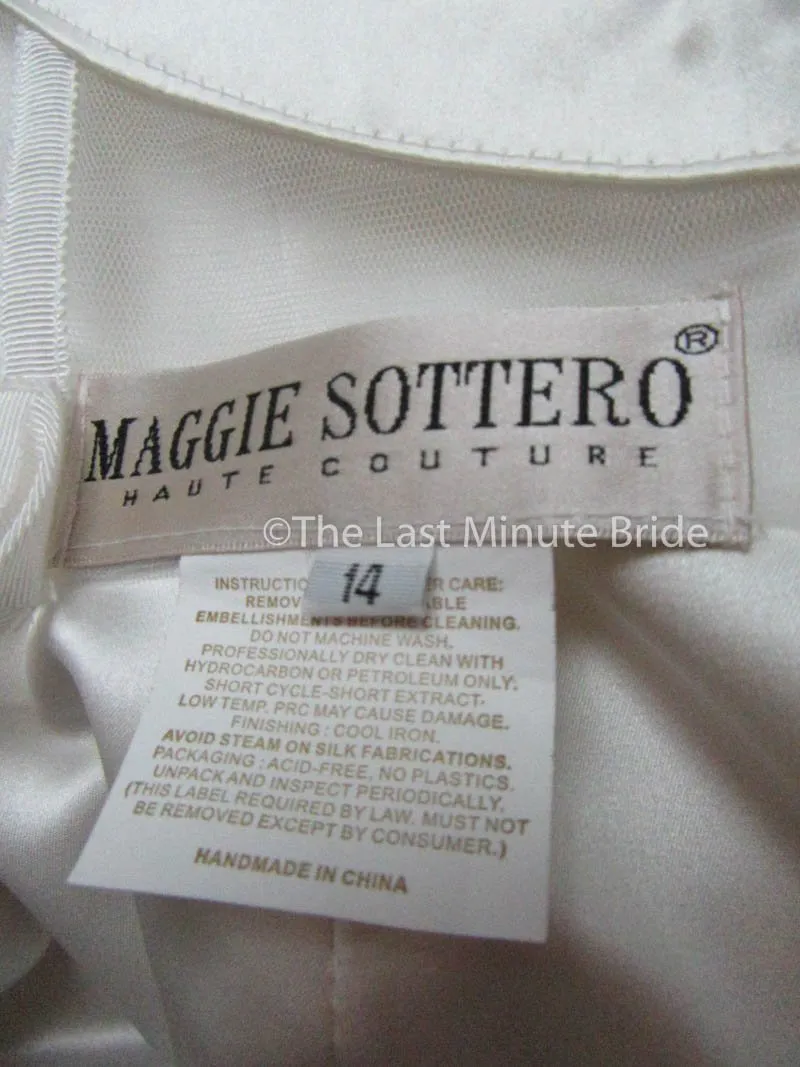 MAGGIE SOTTERO®
HAUTE COUTURE
©The Last Minute Bride
14
ER CARE:
EMBELLISHMENTS BEFORE CLEANING.
DO NOT MACHINE WASH.
PROFESSIONALLY DRY CLEAN WITH
HYDROCARBON OR PETROLEUM ONLY.
SHORT CYCLE-SHORT EXTRACT.
LOW TEMP. PRC MAY CAUSE DAMAGE.
FINISHING : COOL IRON.
AVOID STEAM ON SILK FABRICATIONS.
PACKAGING : ACID-FREE, NO PLASTICS.
UNPACK AND INSPECT PERIODICALLY.
(THIS LABEL REQUIRED BY LAW. MUST NOT
BE REMOVED EXCEPT BY CONSUMER.)
HANDMADE IN CHINA